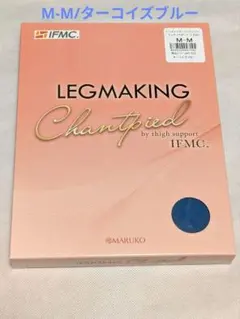 M-M/ターコイズブルー
IFMC.
M-M
LEGMAKING
Chantpied
by thigh support
IFMC.
@MARUKO